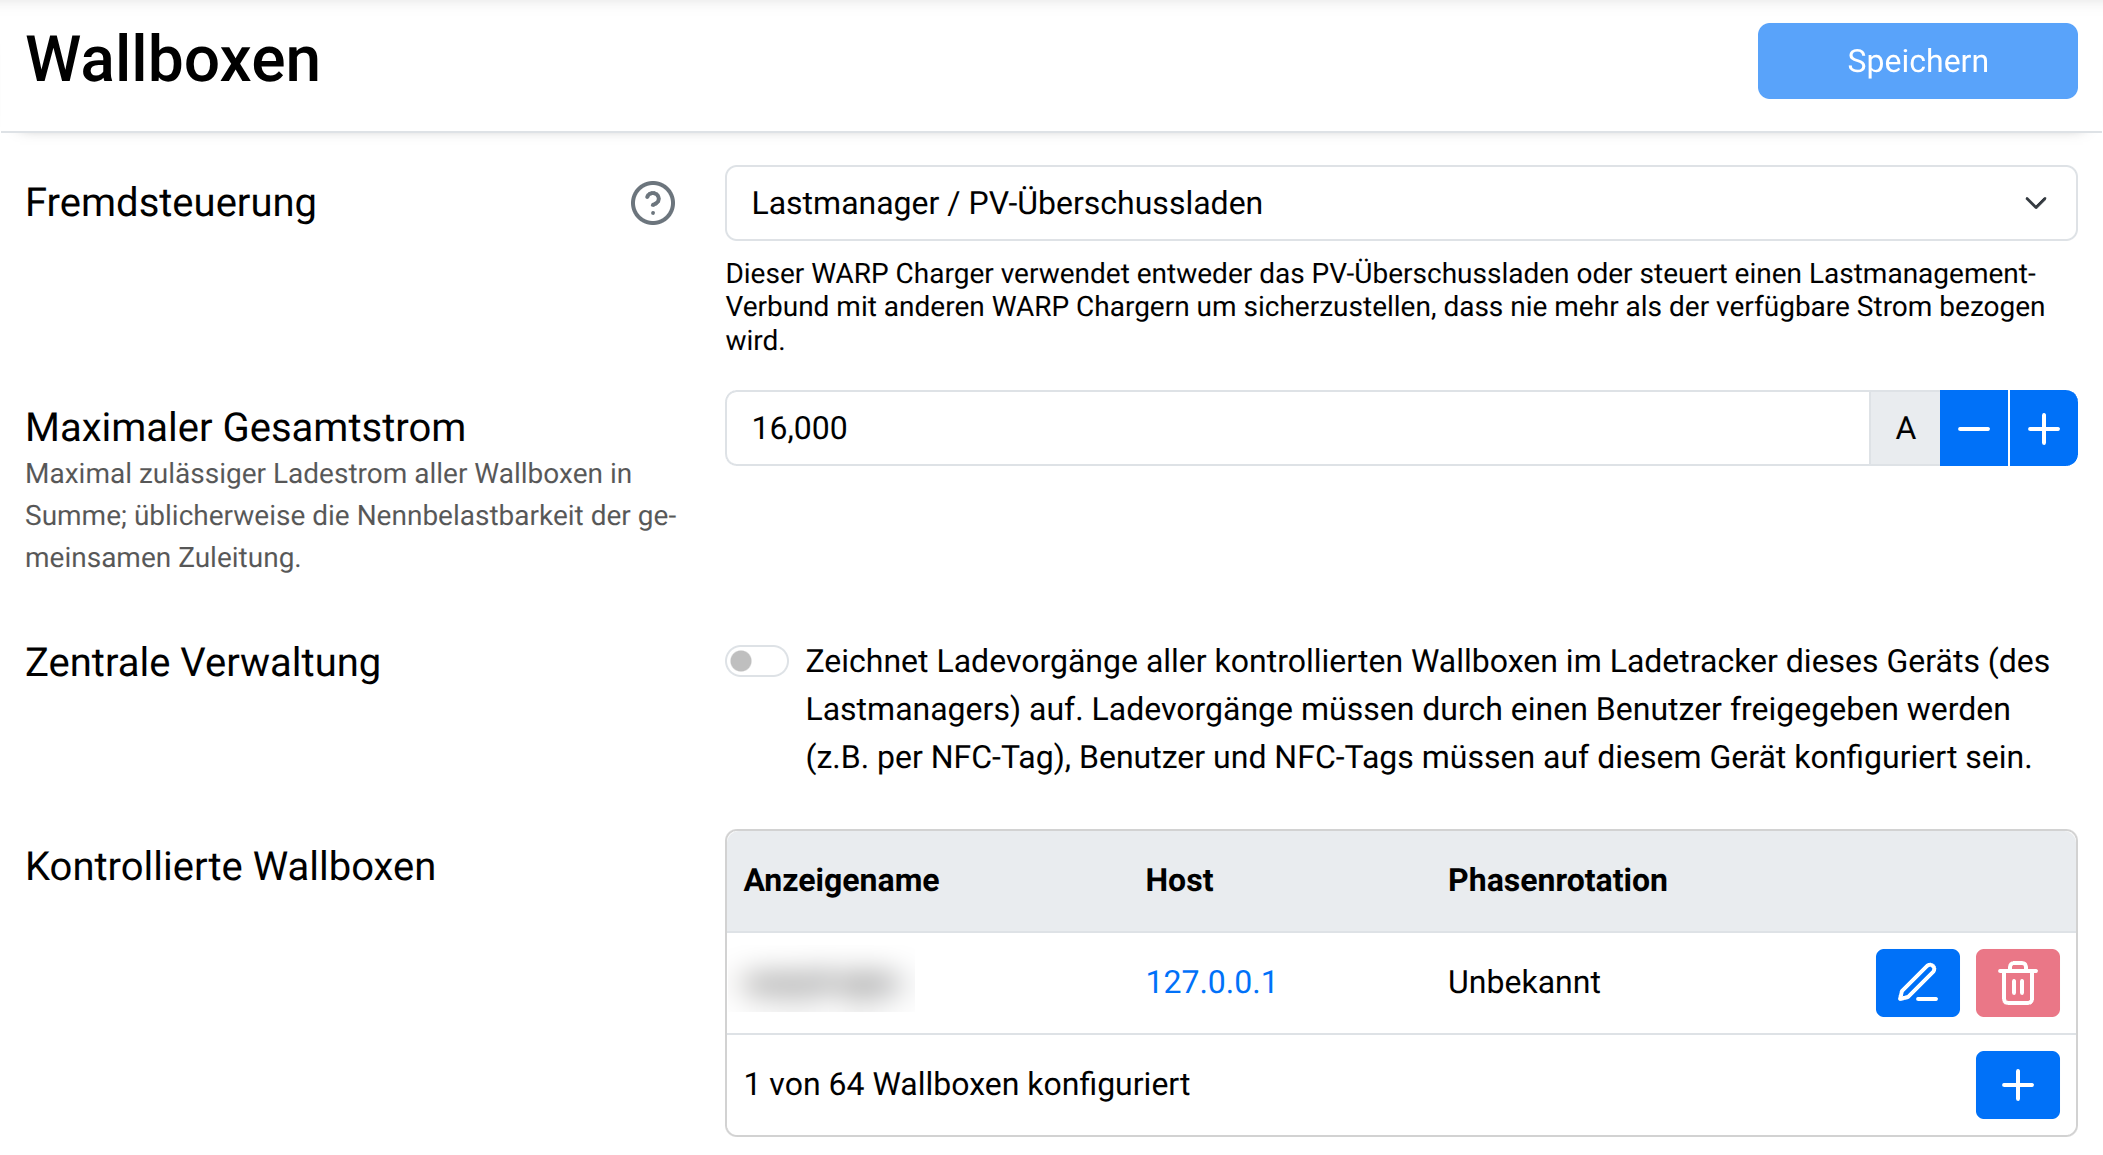 Wallboxen
Speichern
Fremdsteuerung
Lastmanager / PV-Überschussladen
Dieser WARP Charger verwendet entweder das PV-Überschussladen oder steuert einen Lastmanagement-
Verbund mit anderen WARP Chargern um sicherzustellen, dass nie mehr als der verfügbare Strom bezogen
wird.
Maximaler Gesamtstrom
Maximal zulässiger Ladestrom aller Wallboxen in
Summe; üblicherweise die Nennbelastbarkeit der ge-
meinsamen Zuleitung.
16,000
A
Zentrale Verwaltung
Zeichnet Ladevorgänge aller kontrollierten Wallboxen im Ladetracker dieses Geräts (des
Lastmanagers) auf. Ladevorgänge müssen durch einen Benutzer freigegeben werden
(z.B. per NFC-Tag), Benutzer und NFC-Tags müssen auf diesem Gerät konfiguriert sein.
Kontrollierte Wallboxen
Anzeigename Host Phasenrotation
127.0.0.1 Unbekannt
1 von 64 Wallboxen konfiguriert